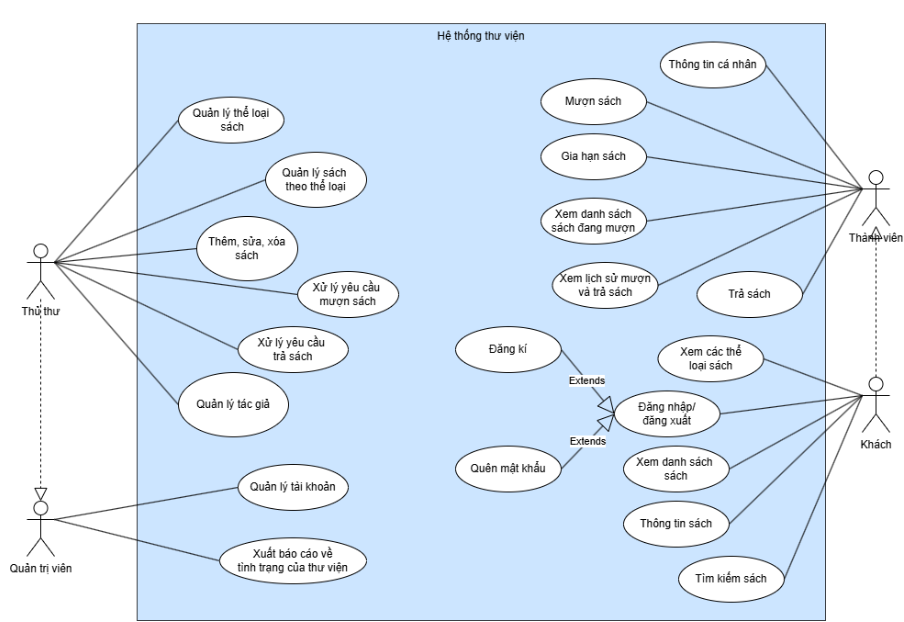 Hệ thống thư viện
Thông tin cá nhân
Mượn sách
Quản lý thể loại
sách
Gia hạn sách
Quản lý sách
theo thể loại
Xem danh sách
sách đang mượn
Thành viên
Thêm, sửa, xóa
sách
Xem lịch sử mượn
và trả sách
Trả sách
Xử lý yêu cầu
mượn sách
Thủ thư
Xử lý yêu cầu
trả sách
Đăng kí
Xem các thể
loại sách
Extends
Quản lý tác giả
Đăng nhập/
đăng xuất
Khách
Extends
Quên mật khẩu
Xem danh sách
sách
Quản lý tài khoản
Thông tin sách
Quản trị viên
Xuất báo cáo về
tình trạng của thư viện
Tìm kiếm sách